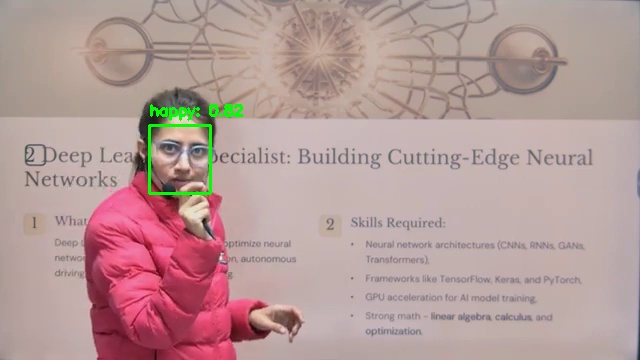 happy: 0.82
2 Deep Lea pecialist: Building Cutting-Edge Neural
Networks
1 What
Deep optimize neural
autonomous
driving
2 Skills Required:
• Neural network architectures (CNNs, RNNs, GANs,
Transformers).
• Frameworks like TensorFlow, Keras, and PyTorch.
• GPU acceleration for AI model training.
• Strong math – linear algebra, calculus, and
optimization.